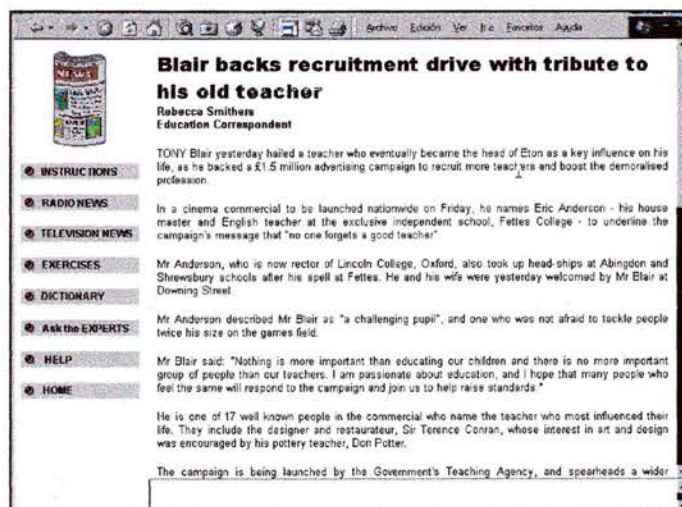 Archivo Edición Ver Ir a Favoritos Ayuda
NEWS
Blair backs recruitment drive with tribute to
his old teacher
Rebecca Smithers
Education Correspondent
TONY Blair yesterday hailed a teacher who eventually became the head of Eton as a key influence on his
life, as he backed a £1.5 million advertising campaign to recruit more teachers and boost the demoralised
profession.
In a cinema commercial to be launched nationwide on Friday, he names Eric Anderson - his house
master and English teacher at the exclusive independent school, Fettes College - to underline the
campaign's message that "no one forgets a good teacher"
Mr Anderson, who is now rector of Lincoln College, Oxford, also took up head-ships at Abingdon and
Shrewsbury schools after his spell at Fettes. He and his wife were yesterday welcomed by Mr Blair at
Downing Street.
Mr Anderson described Mr Blair as "a challenging pupil", and one who was not afraid to tackle people
twice his size on the games field.
Mr Blair said: "Nothing is more important than educating our children and there is no more important
group of people than our teachers. I am passionate about education, and I hope that many people who
feel the same will respond to the campaign and join us to help raise standards."
He is one of 17 well known people in the commercial who name the teacher who most influenced their
life. They include the designer and restaurateur, Sir Terence Conran, whose interest in art and design
was encouraged by his pottery teacher, Don Potter.
The campaign is being launched by the Government's Teaching Agency, and spearheads a wider
INSTRUCTIONS
RADIO NEWS
TELEVISION NEWS
EXERCISES
DICTIONARY
Ask the EXPERTS
HELP
HOME